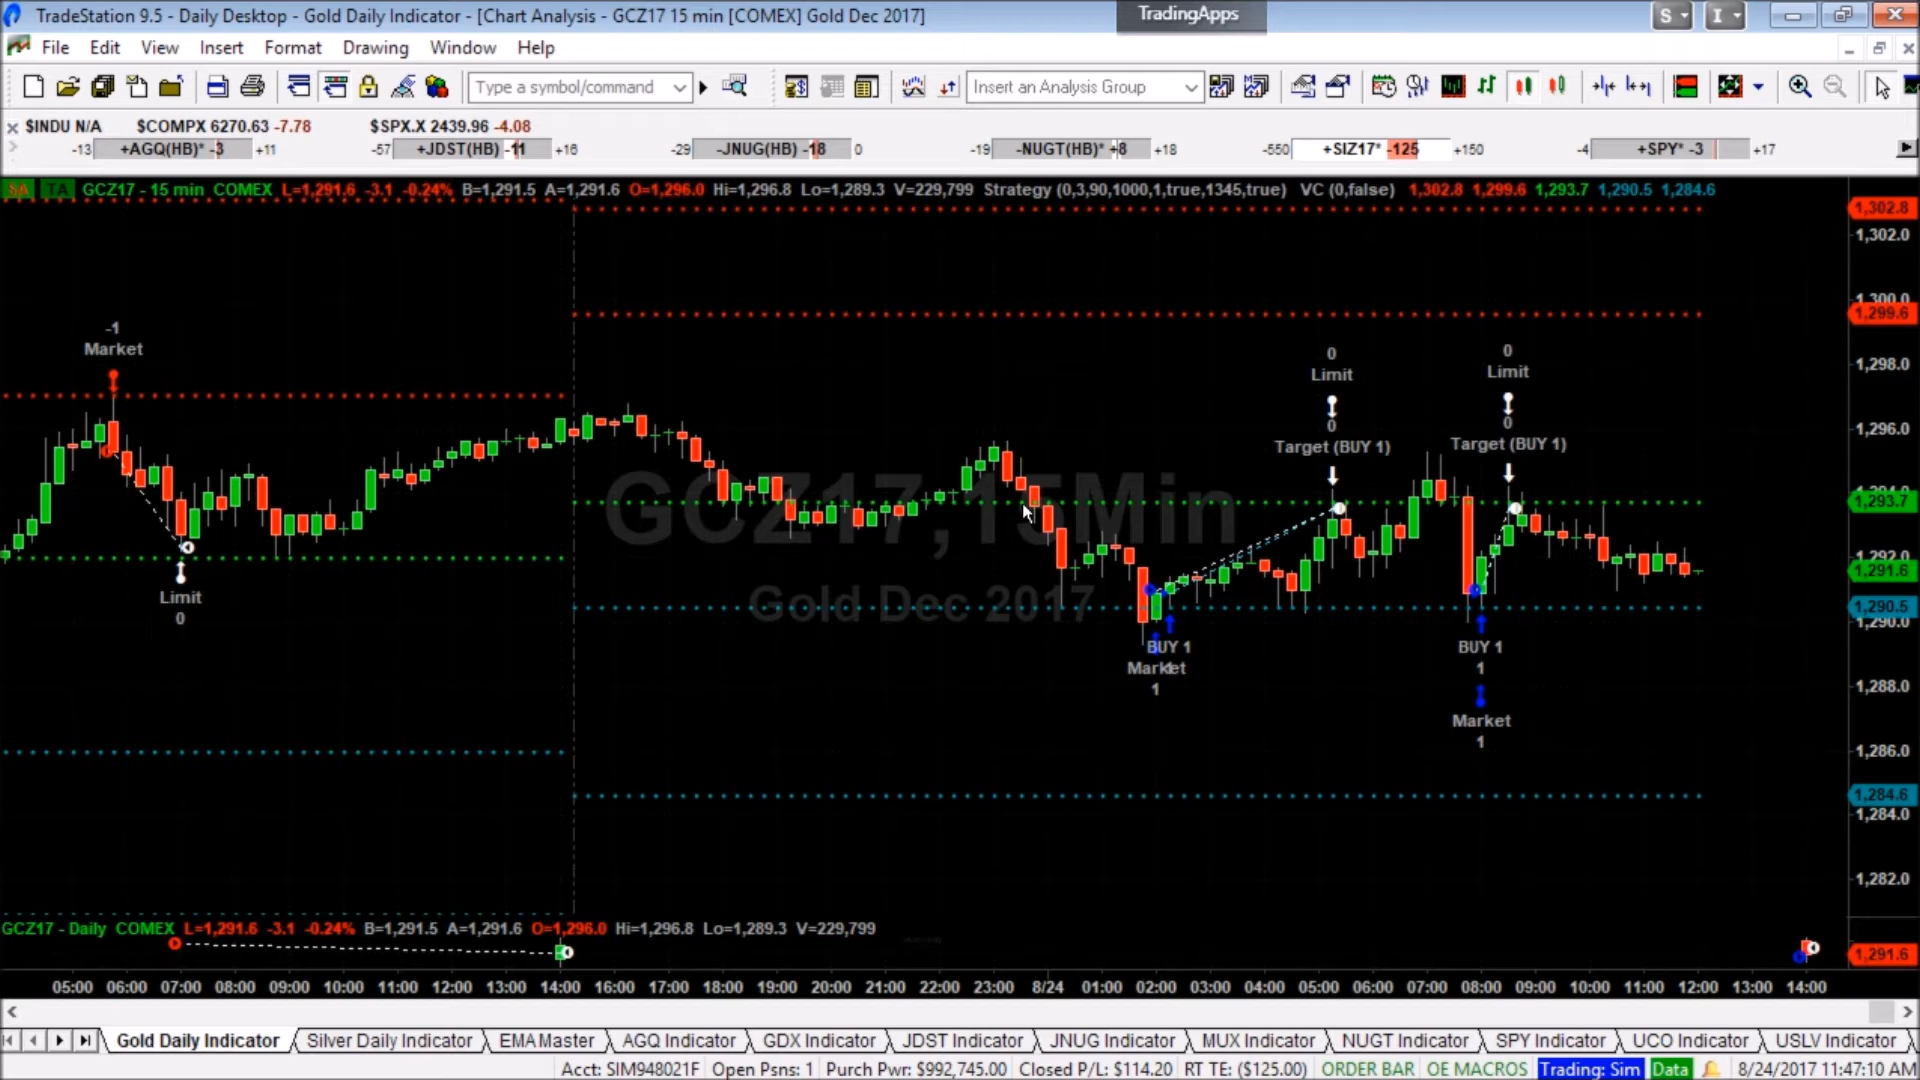 TradeStation 9.5 - Daily Desktop - Gold Daily Indicator - [Chart Analysis - GCZ17 15 min [COMEX] Gold Dec 2017]
TradingApps
S
I
File Edit View Insert Format Drawing Window Help
Type a symbol/command
Insert an Analysis Group
$INDU N/A $COMPX 6270.63 -7.78 $SPX.X 2439.96 -4.08
-13 +AGQ(HB)* -3 +11 -57 +JDST(HB) -11 +16 -29 -JNUG(HB) -18 0 -19 -NUGT(HB)* +8 +18 -550 +SIZ17* -125 +150 -4 +SPY* -3 +17
SA TA GCZ17 - 15 min COMEX L=1,291.6 -3.1 -0.24% B=1,291.5 A=1,291.6 O=1,296.0 Hi=1,296.8 Lo=1,289.3 V=229,799 Strategy (0,3,90,1000,1,true,1345,true) VC (0,false) 1,302.8 1,299.6 1,293.7 1,290.5 1,284.6
1,302.8
1,302.0
1,300.0
1,299.6
-1
Market
0
Limit
0
Target (BUY 1)
0
Limit
0
Target (BUY 1)
1,298.0
1,296.0
1,294.0
1,293.7
GCZ17,15Min
Gold Dec 2017
1,292.0
1,291.6
1,290.5
1,290.0
Limit
0
BUY 1
Market
1
BUY 1
1
Market
1
1,288.0
1,286.0
1,284.6
1,284.0
1,282.0
GCZ17 - Daily COMEX L=1,291.6 -3.1 -0.24% B=1,291.5 A=1,291.6 O=1,296.0 Hi=1,296.8 Lo=1,289.3 V=229,799
1,291.6
05:00 06:00 07:00 08:00 09:00 10:00 11:00 12:00 13:00 14:00 16:00 17:00 18:00 19:00 20:00 21:00 22:00 23:00 8/24 01:00 02:00 03:00 04:00 05:00 06:00 07:00 08:00 09:00 10:00 11:00 12:00 13:00 14:00
Gold Daily Indicator Silver Daily Indicator EMA Master AGQ Indicator GDX Indicator JDST Indicator JNUG Indicator MUX Indicator NUGT Indicator SPY Indicator UCO Indicator USLV Indicator
Acct: SIM948021F Open Psns: 1 Purch Pwr: $992,745.00 Closed P/L: $114.20 RT TE: ($125.00) ORDER BAR OE MACROS Trading: Sim Data 8/24/2017 11:47:10 AM